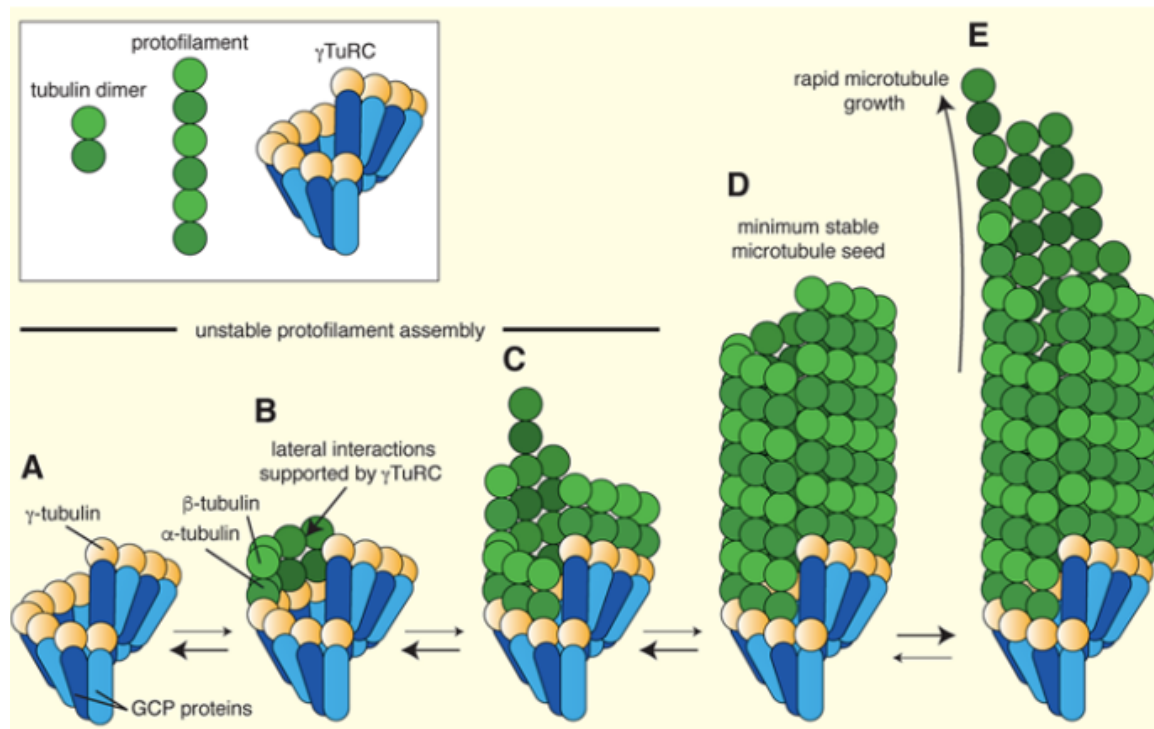 protofilament
γTuRC
tubulin dimer
E
rapid microtubule
growth
D
minimum stable
microtubule seed
unstable protofilament assembly
C
B
lateral interactions
supported by γTuRC
A
β-tubulin
γ-tubulin
α-tubulin
GCP proteins